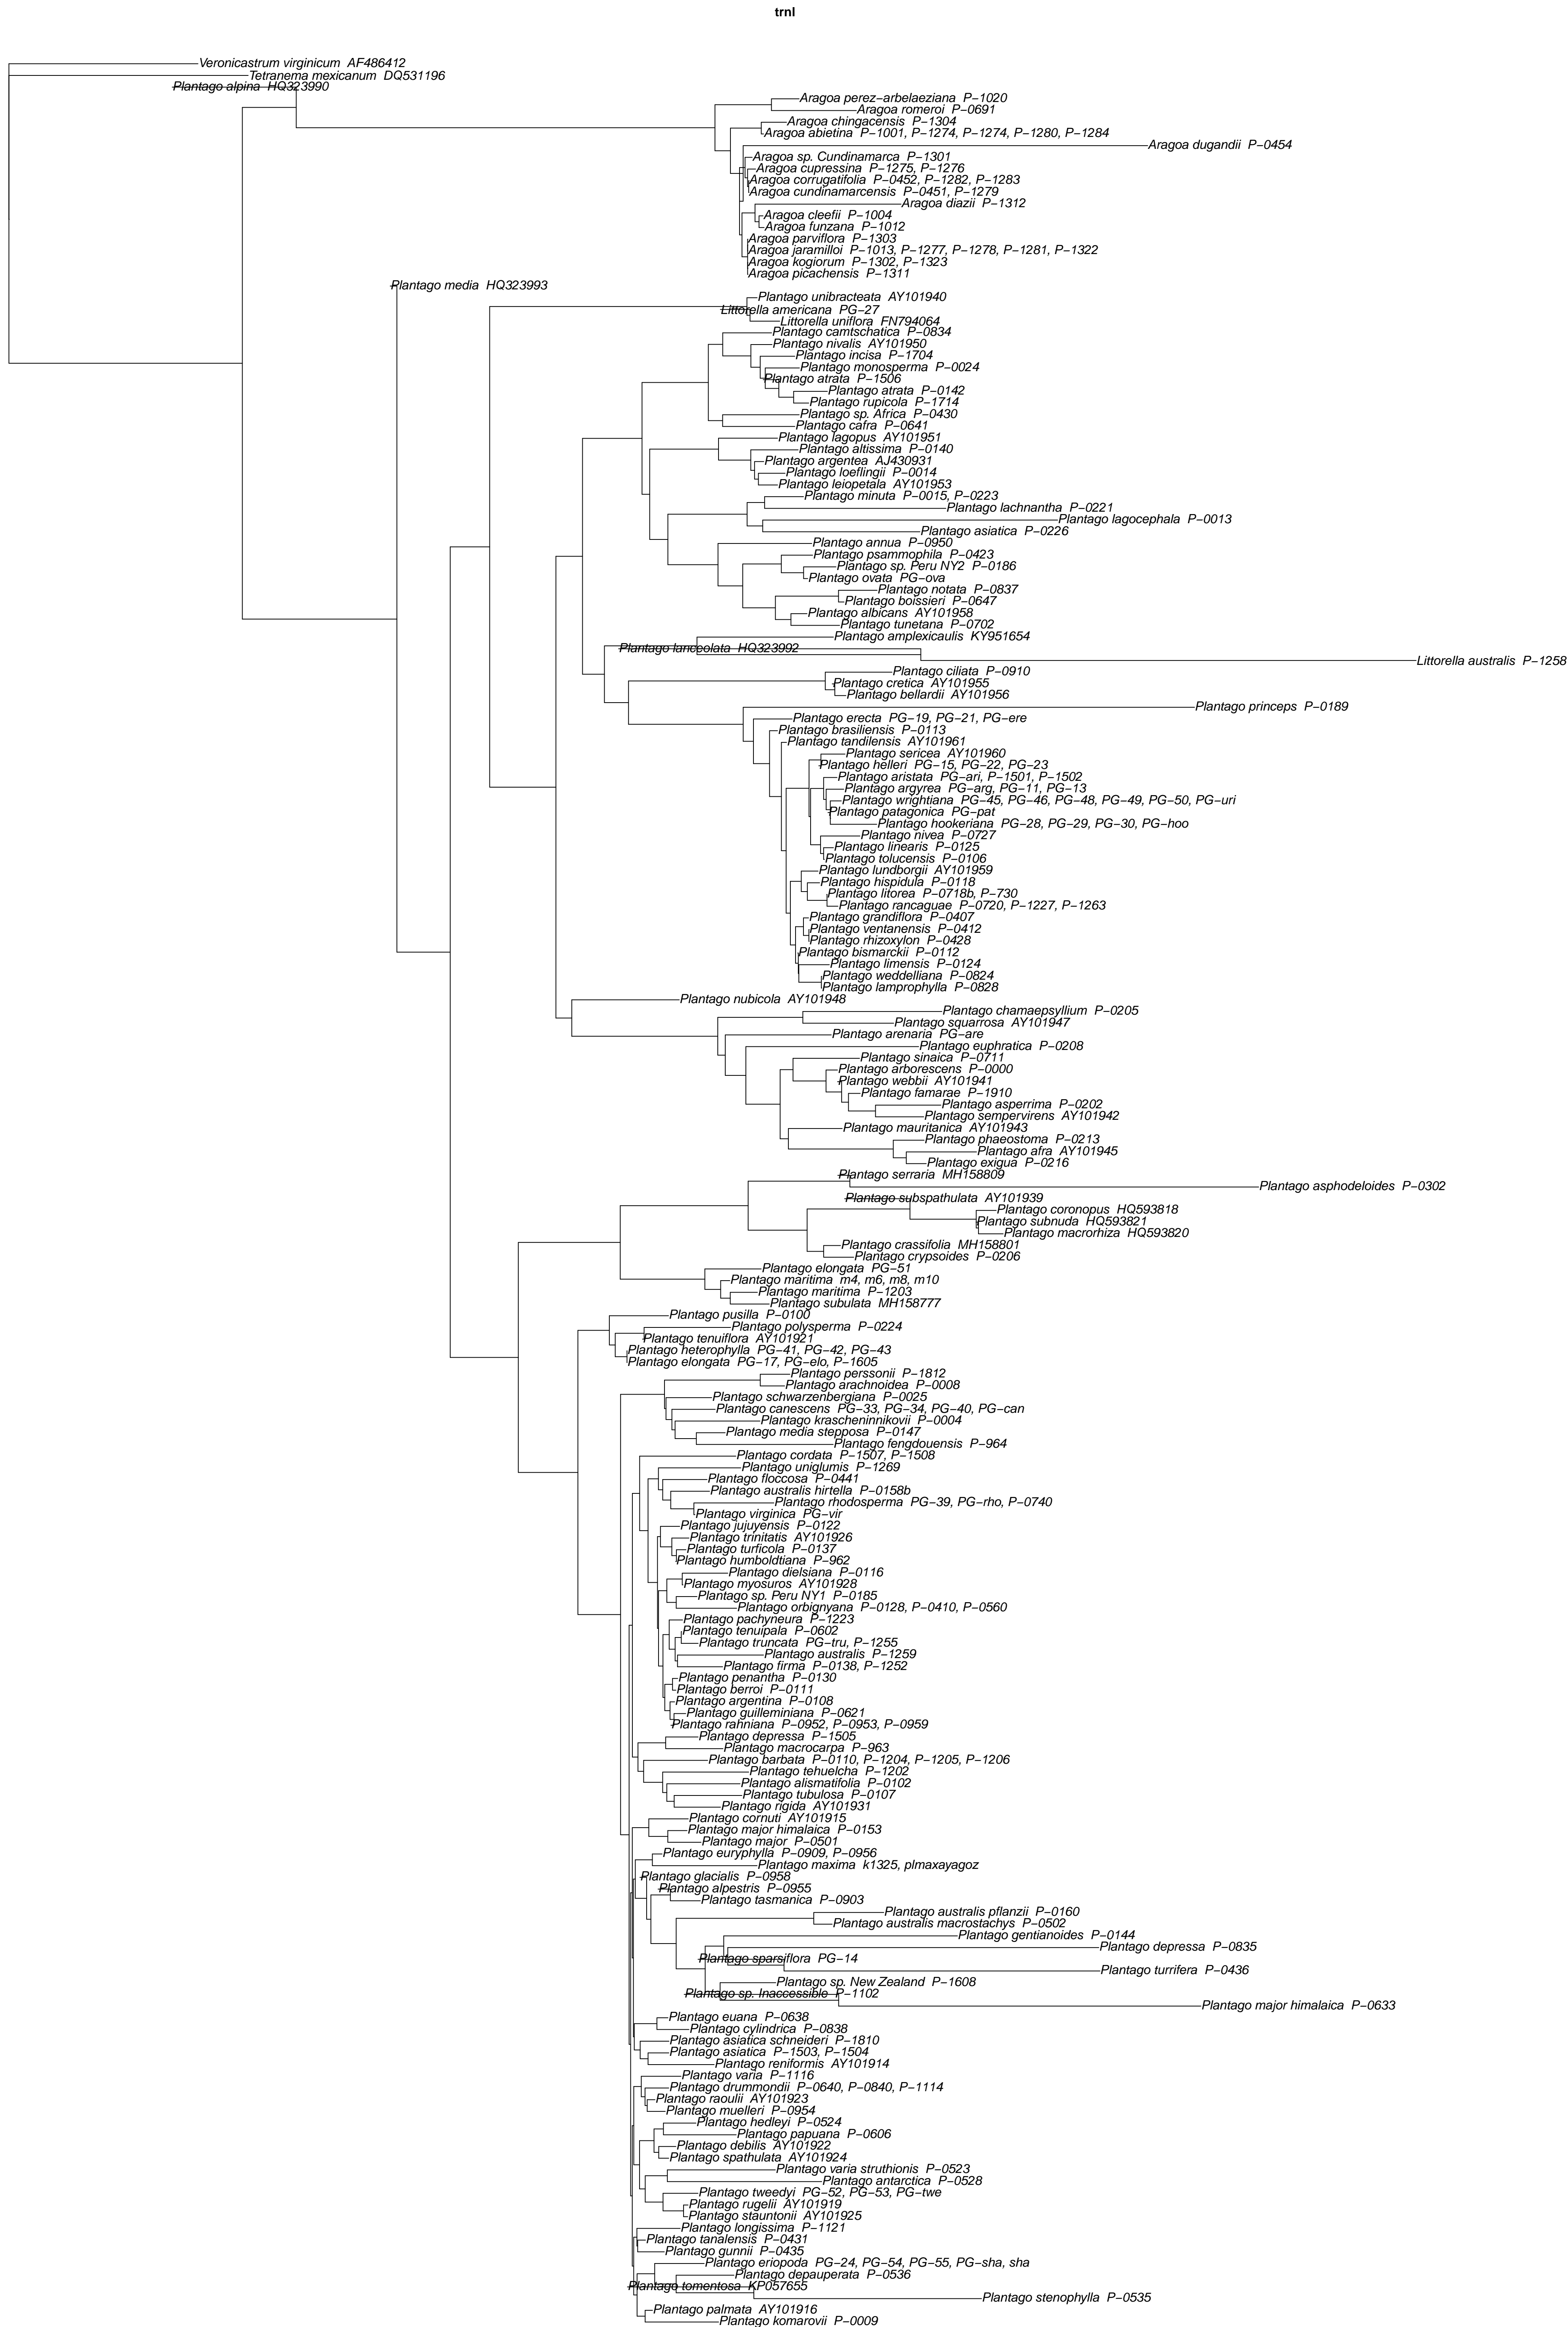 trnl
Veronicastrum virginicum AF486412
Tetranema mexicanum DQ531196
Plantago alpina HQ323990
Aragoa perez−arbelaeziana P−1020
Aragoa romeroi P−0691
Aragoa chingacensis P−1304
Aragoa abietina P−1001, P−1274, P−1274, P−1280, P−1284
Aragoa dugandii P−0454
Aragoa sp. Cundinamarca P−1301
Aragoa cupressina P−1275, P−1276
Aragoa corrugatifolia P−0452, P−1282, P−1283
Aragoa cundinamarcensis P−0451, P−1279
Aragoa diazii P−1312
Aragoa cleefii P−1004
Aragoa funzana P−1012
Aragoa parviflora P−1303
Aragoa jaramilloi P−1013, P−1277, P−1278, P−1281, P−1322
Aragoa kogiorum P−1302, P−1323
Aragoa picachensis P−1311
Plantago media HQ323993
Plantago unibracteata AY101940
Littorella americana PG−27
Littorella uniflora FN794064
Plantago camtschatica P−0834
Plantago nivalis AY101950
Plantago incisa P−1704
Plantago monosperma P−0024
Plantago atrata P−1506
Plantago atrata P−0142
Plantago rupicola P−1714
Plantago sp. Africa P−0430
Plantago cafra P−0641
Plantago lagopus AY101951
Plantago altissima P−0140
Plantago argentea AJ430931
Plantago loeflingii P−0014
Plantago leiopetala AY101953
Plantago minuta P−0015, P−0223
Plantago lachnantha P−0221
Plantago lagocephala P−0013
Plantago asiatica P−0226
Plantago annua P−0950
Plantago psammophila P−0423
Plantago sp. Peru NY2 P−0186
Plantago ovata PG−ova
Plantago notata P−0837
Plantago boissieri P−0647
Plantago albicans AY101958
Plantago tunetana P−0702
Plantago amplexicaulis KY951654
Plantago lanceolata HQ323992
Littorella australis P−1258
Plantago ciliata P−0910
Plantago cretica AY101955
Plantago bellardii AY101956
Plantago princeps P−0189
Plantago erecta PG−19, PG−21, PG−ere
Plantago brasiliensis P−0113
Plantago tandilensis AY101961
Plantago sericea AY101960
Plantago helleri PG−15, PG−22, PG−23
Plantago aristata PG−ari, P−1501, P−1502
Plantago argyrea PG−arg, PG−11, PG−13
Plantago wrightiana PG−45, PG−46, PG−48, PG−49, PG−50, PG−uri
Plantago patagonica PG−pat
Plantago hookeriana PG−28, PG−29, PG−30, PG−hoo
Plantago nivea P−0727
Plantago linearis P−0125
Plantago tolucensis P−0106
Plantago lundborgii AY101959
Plantago hispidula P−0118
Plantago litorea P−0718b, P−730
Plantago rancaguae P−0720, P−1227, P−1263
Plantago grandiflora P−0407
Plantago ventanensis P−0412
Plantago rhizoxylon P−0428
Plantago bismarckii P−0112
Plantago limensis P−0124
Plantago weddelliana P−0824
Plantago lamprophylla P−0828
Plantago nubicola AY101948
Plantago chamaepsyllium P−0205
Plantago squarrosa AY101947
Plantago arenaria PG−are
Plantago euphratica P−0208
Plantago sinaica P−0711
Plantago arborescens P−0000
Plantago webbii AY101941
Plantago famarae P−1910
Plantago asperrima P−0202
Plantago sempervirens AY101942
Plantago mauritanica AY101943
Plantago phaeostoma P−0213
Plantago afra AY101945
Plantago exigua P−0216
Plantago serraria MH158809
Plantago asphodeloides P−0302
Plantago subspathulata AY101939
Plantago coronopus HQ593818
Plantago subnuda HQ593821
Plantago macrorhiza HQ593820
Plantago crassifolia MH158801
Plantago crypsoides P−0206
Plantago elongata PG−51
Plantago maritima m4, m6, m8, m10
Plantago maritima P−1203
Plantago subulata MH158777
Plantago pusilla P−0100
Plantago polysperma P−0224
Plantago tenuiflora AY101921
Plantago heterophylla PG−41, PG−42, PG−43
Plantago elongata PG−17, PG−elo, P−1605
Plantago perssonii P−1812
Plantago arachnoidea P−0008
Plantago schwarzenbergiana P−0025
Plantago canescens PG−33, PG−34, PG−40, PG−can
Plantago krascheninnikovii P−0004
Plantago media stepposa P−0147
Plantago fengdouensis P−964
Plantago cordata P−1507, P−1508
Plantago uniglumis P−1269
Plantago floccosa P−0441
Plantago australis hirtella P−0158b
Plantago rhodosperma PG−39, PG−rho, P−0740
Plantago virginica PG−vir
Plantago jujuyensis P−0122
Plantago trinitatis AY101926
Plantago turficola P−0137
Plantago humboldtiana P−962
Plantago dielsiana P−0116
Plantago myosuros AY101928
Plantago sp. Peru NY1 P−0185
Plantago orbignyana P−0128, P−0410, P−0560
Plantago pachyneura P−1223
Plantago tenuipala P−0602
Plantago truncata PG−tru, P−1255
Plantago australis P−1259
Plantago firma P−0138, P−1252
Plantago penantha P−0130
Plantago berroi P−0111
Plantago argentina P−0108
Plantago guilleminiana P−0621
Plantago rahniana P−0952, P−0953, P−0959
Plantago depressa P−1505
Plantago macrocarpa P−963
Plantago barbata P−0110, P−1204, P−1205, P−1206
Plantago tehuelcha P−1202
Plantago alismatifolia P−0102
Plantago tubulosa P−0107
Plantago rigida AY101931
Plantago cornuti AY101915
Plantago major himalaica P−0153
Plantago major P−0501
Plantago euryphylla P−0909, P−0956
Plantago maxima k1325, plmaxayagoz
Plantago glacialis P−0958
Plantago alpestris P−0955
Plantago tasmanica P−0903
Plantago australis pflanzii P−0160
Plantago australis macrostachys P−0502
Plantago gentianoides P−0144
Plantago depressa P−0835
Plantago sparsiflora PG−14
Plantago turrifera P−0436
Plantago sp. New Zealand P−1608
Plantago sp. Inaccessible P−1102
Plantago major himalaica P−0633
Plantago euana P−0638
Plantago cylindrica P−0838
Plantago asiatica schneideri P−1810
Plantago asiatica P−1503, P−1504
Plantago reniformis AY101914
Plantago varia P−1116
Plantago drummondii P−0640, P−0840, P−1114
Plantago raoulii AY101923
Plantago muelleri P−0954
Plantago hedleyi P−0524
Plantago papuana P−0606
Plantago debilis AY101922
Plantago spathulata AY101924
Plantago varia struthionis P−0523
Plantago antarctica P−0528
Plantago tweedyi PG−52, PG−53, PG−twe
Plantago rugelii AY101919
Plantago stauntonii AY101925
Plantago longissima P−1121
Plantago tanalensis P−0431
Plantago gunnii P−0435
Plantago eriopoda PG−24, PG−54, PG−55, PG−sha, sha
Plantago depauperata P−0536
Plantago tomentosa KP057655
Plantago stenophylla P−0535
Plantago palmata AY101916
Plantago komarovii P−0009